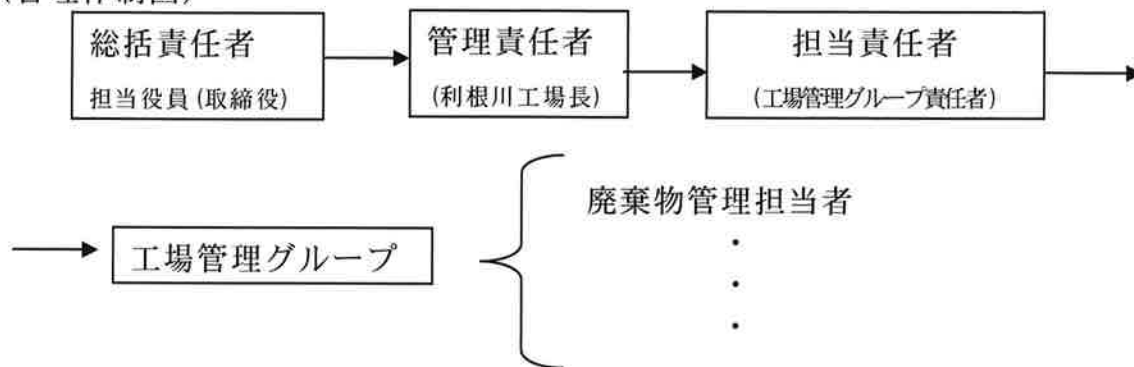 総括責任者
担当役員(取締役)
管理責任者
(利根川工場長)
担当責任者
(工場管理グループ責任者)
工場管理グループ
廃棄物管理担当者
・
・
・